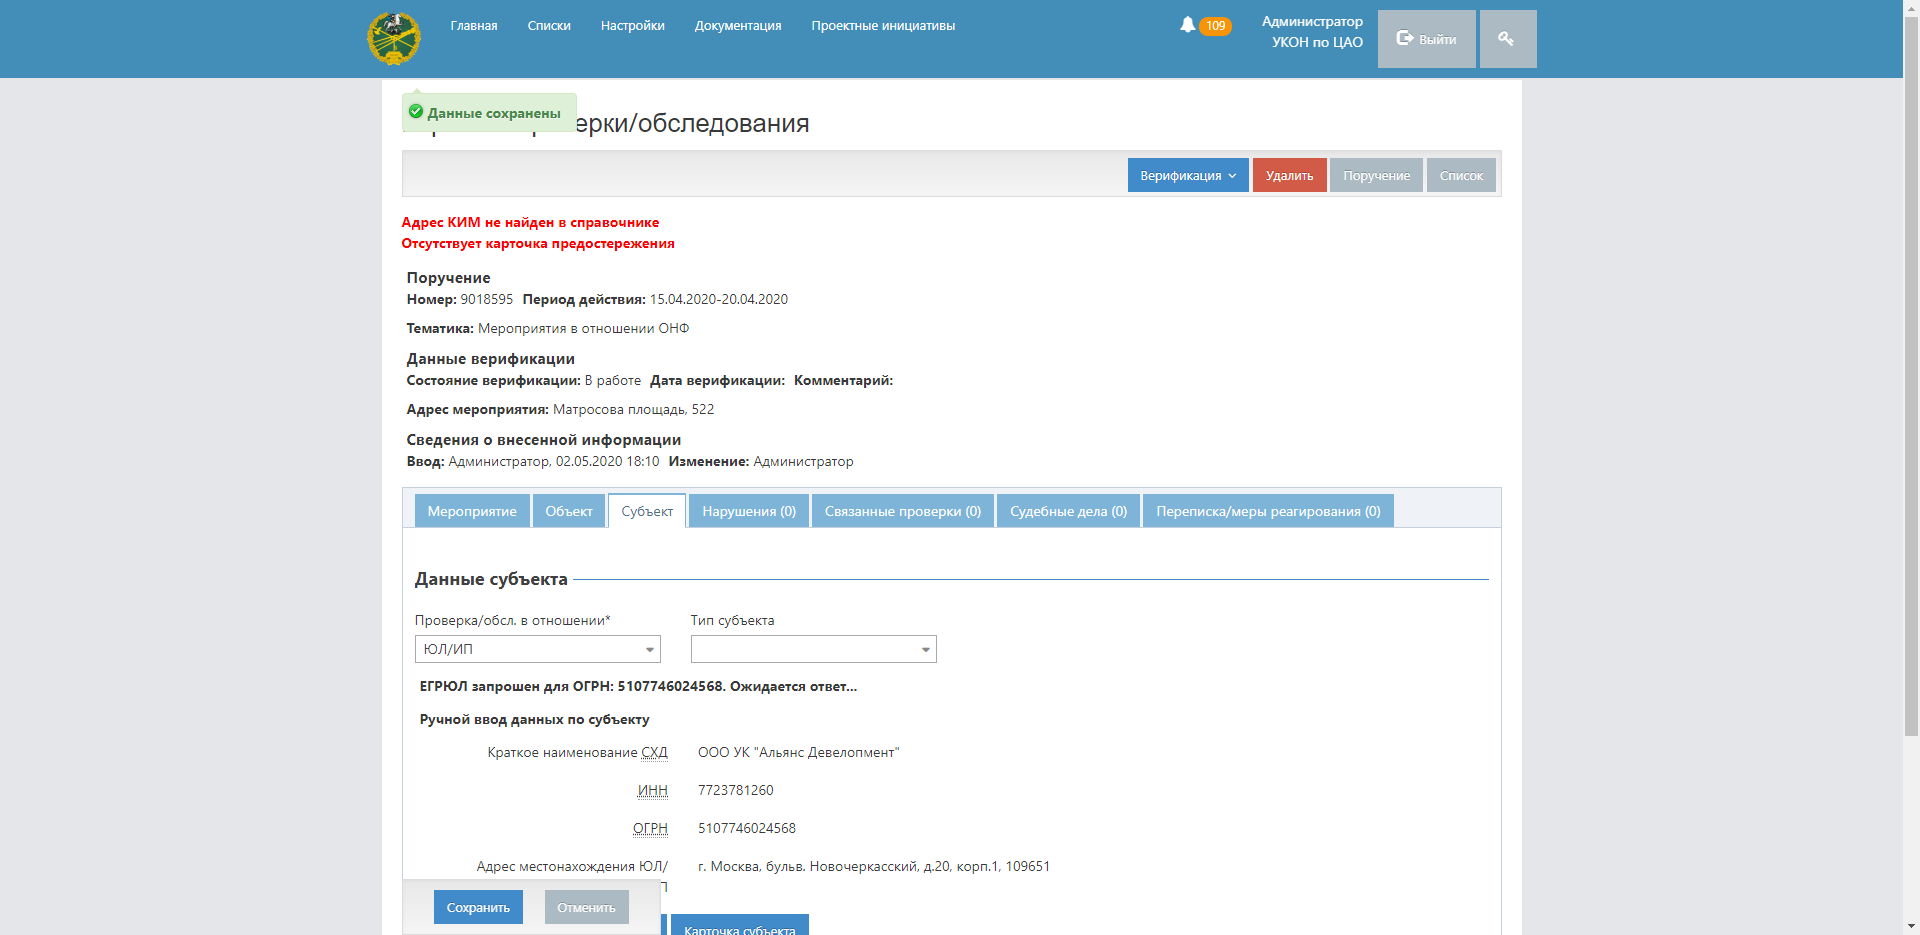 Главная Списки Настройки Документация Проектные инициативы 109 Администратор УКОН по ЦАО Выйти
Данные сохранены
ерки/обследования
Верификация Удалить Поручение Список
Адрес КИМ не найден в справочнике
Отсутствует карточка предостережения
Поручение
Номер: 9018595 Период действия: 15.04.2020-20.04.2020
Тематика: Мероприятия в отношении ОНФ
Данные верификации
Состояние верификации: В работе Дата верификации: Комментарий:
Адрес мероприятия: Матросова площадь, 522
Сведения о внесенной информации
Ввод: Администратор, 02.05.2020 18:10 Изменение: Администратор
Мероприятие Объект Субъект Нарушения (0) Связанные проверки (0) Судебные дела (0) Переписка/меры реагирования (0)
Данные субъекта
Проверка/обсл. в отношении* Тип субъекта
ЮЛ/ИП
ЕГРЮЛ запрошен для ОГРН: 5107746024568. Ожидается ответ...
Ручной ввод данных по субъекту
Краткое наименование СХД ООО УК "Альянс Девелопмент"
ИНН 7723781260
ОГРН 5107746024568
Адрес местонахождения ЮЛ/ г. Москва, бульв. Новочеркасский, д.20, корп.1, 109651
Сохранить Отменить
Карточка субъекта